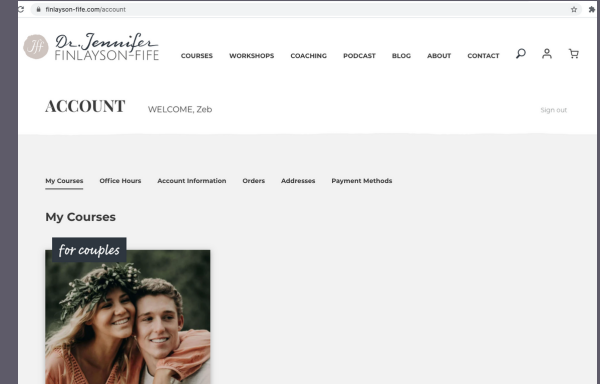 finlayson-fife.com/account
Jff
Dr. Jennifer
FINLAYSON-FIFE
COURSES WORKSHOPS COACHING PODCAST BLOG ABOUT CONTACT
ACCOUNT
WELCOME, Zeb
Sign out
My Courses Office Hours Account Information Orders Addresses Payment Methods
My Courses
for couples